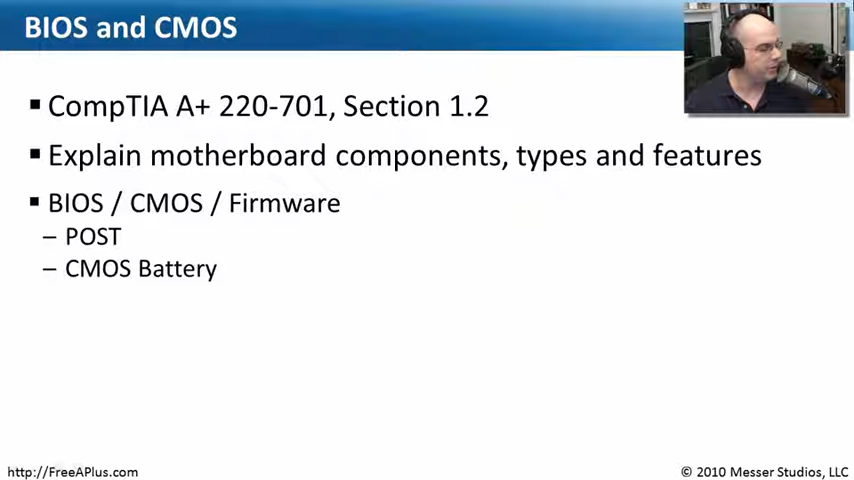 BIOS and CMOS
▪ CompTIA A+ 220-701, Section 1.2
▪ Explain motherboard components, types and features
▪ BIOS / CMOS / Firmware
– POST
– CMOS Battery
http://FreeAPlus.com
© 2010 Messer Studios, LLC